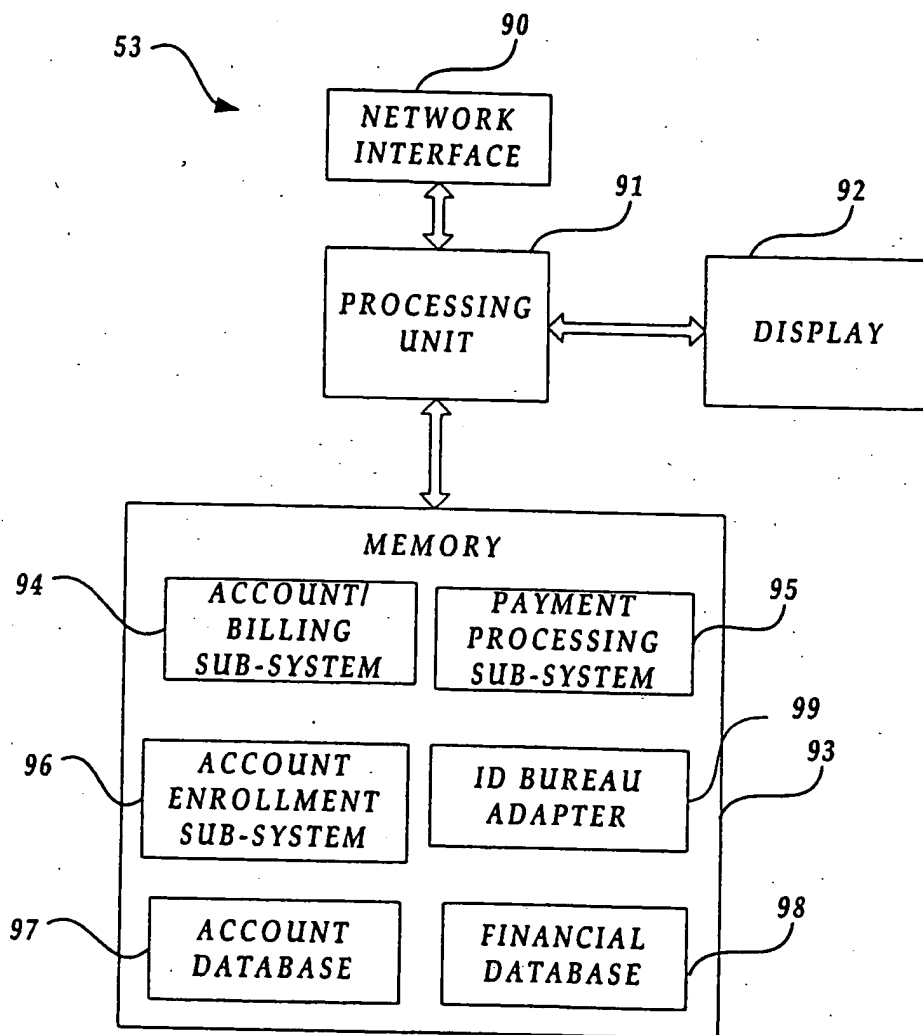 53
90
NETWORK
INTERFACE
91
92
PROCESSING
UNIT
DISPLAY
MEMORY
94
ACCOUNT/
BILLING
SUB-SYSTEM
PAYMENT
PROCESSING
SUB-SYSTEM
95
96
ACCOUNT
ENROLLMENT
SUB-SYSTEM
ID BUREAU
ADAPTER
99
93
97
ACCOUNT
DATABASE
FINANCIAL
DATABASE
98